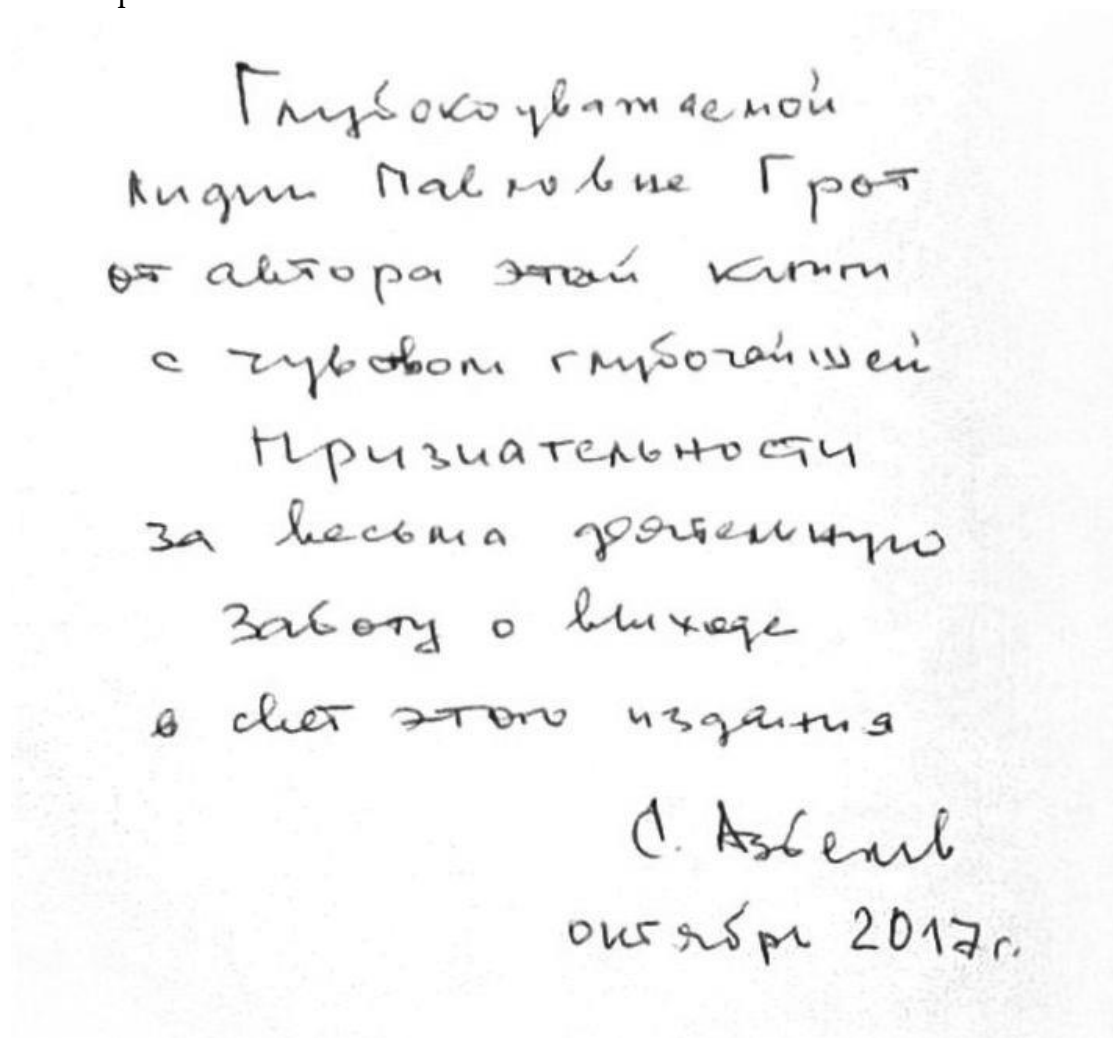 Глубокоуважаемой
Лидии Павловне Грот
от автора этой книги
с чувством глубочайшей
Признательности
за весьма деятельную
Заботу о выходе
в свет этого издания
С. Азбелев
октябрь 2017 г.